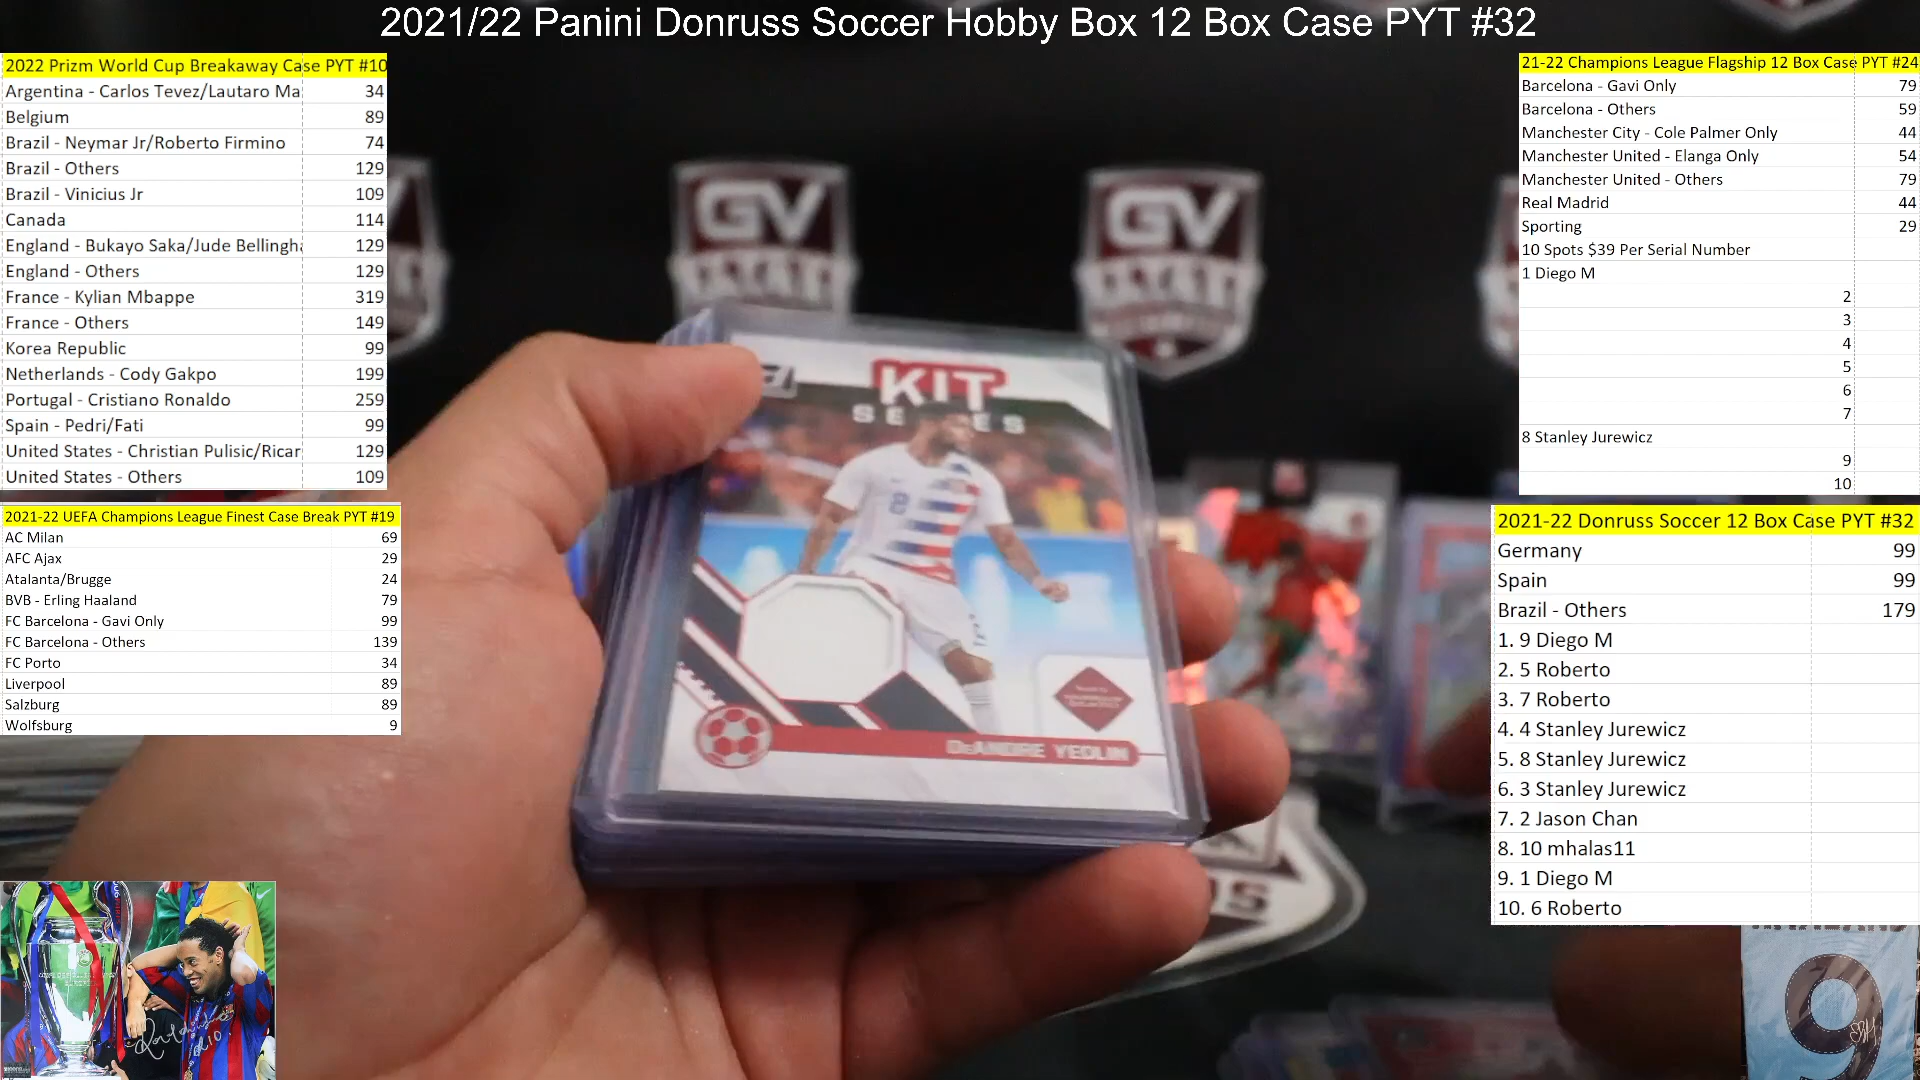 2021/22 Panini Donruss Soccer Hobby Box 12 Box Case PYT #32
2022 Prizm World Cup Breakaway Case PYT #10
Argentina - Carlos Tevez/Lautaro Ma 34
Belgium 89
Brazil - Neymar Jr/Roberto Firmino 74
Brazil - Others 129
Brazil - Vinicius Jr 109
Canada 114
England - Bukayo Saka/Jude Bellingha 129
England - Others 129
France - Kylian Mbappe 319
France - Others 149
Korea Republic 99
Netherlands - Cody Gakpo 199
Portugal - Cristiano Ronaldo 259
Spain - Pedri/Fati 99
United States - Christian Pulisic/Ricar 129
United States - Others 109
2021-22 UEFA Champions League Finest Case Break PYT #19
AC Milan 69
AFC Ajax 29
Atalanta/Brugge 24
BVB - Erling Haaland 79
FC Barcelona - Gavi Only 99
FC Barcelona - Others 139
FC Porto 34
Liverpool 89
Salzburg 89
Wolfsburg 9
GV
GV
KIT
SE ES
8
DeANDRE YEDLIN
21-22 Champions League Flagship 12 Box Case PYT #24
Barcelona - Gavi Only 79
Barcelona - Others 59
Manchester City - Cole Palmer Only 44
Manchester United - Elanga Only 54
Manchester United - Others 79
Real Madrid 44
Sporting 29
10 Spots $39 Per Serial Number
1 Diego M
2
3
4
5
6
7
8 Stanley Jurewicz
9
10
2021-22 Donruss Soccer 12 Box Case PYT #32
Germany 99
Spain 99
Brazil - Others 179
1. 9 Diego M
2. 5 Roberto
3. 7 Roberto
4. 4 Stanley Jurewicz
5. 8 Stanley Jurewicz
6. 3 Stanley Jurewicz
7. 2 Jason Chan
8. 10 mhalas11
9. 1 Diego M
10. 6 Roberto
9